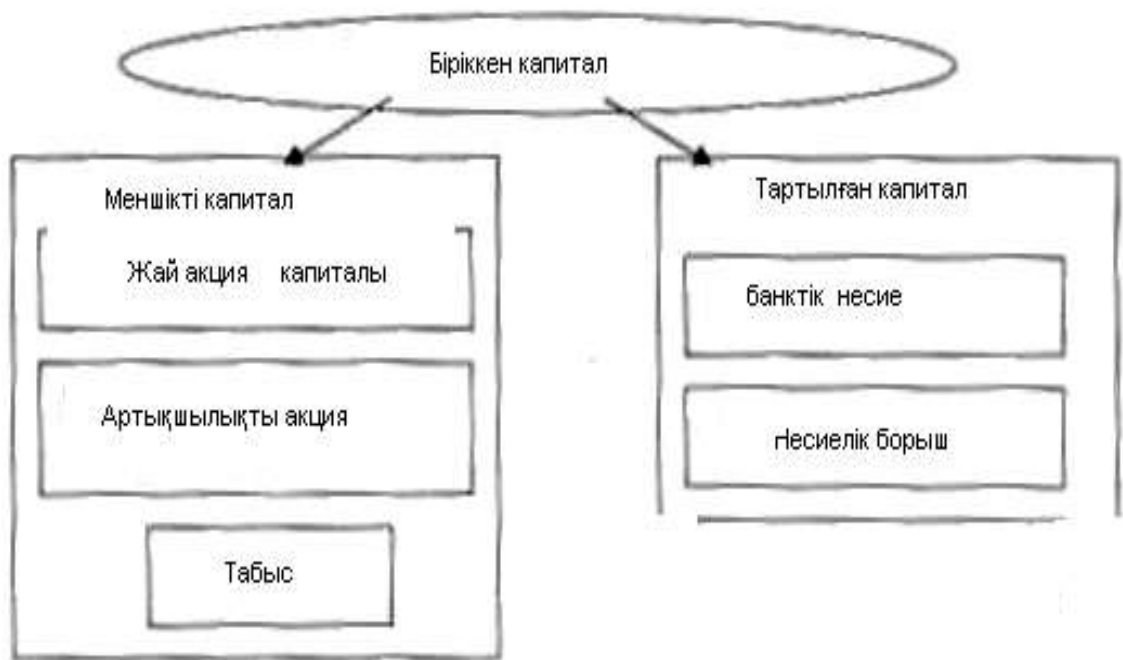 Біріккен капитал
Меншікті капитал
Жай акция капиталы
Артықшылықты акция
Табыс
Тартылған капитал
банктік несие
Несиелік борыш